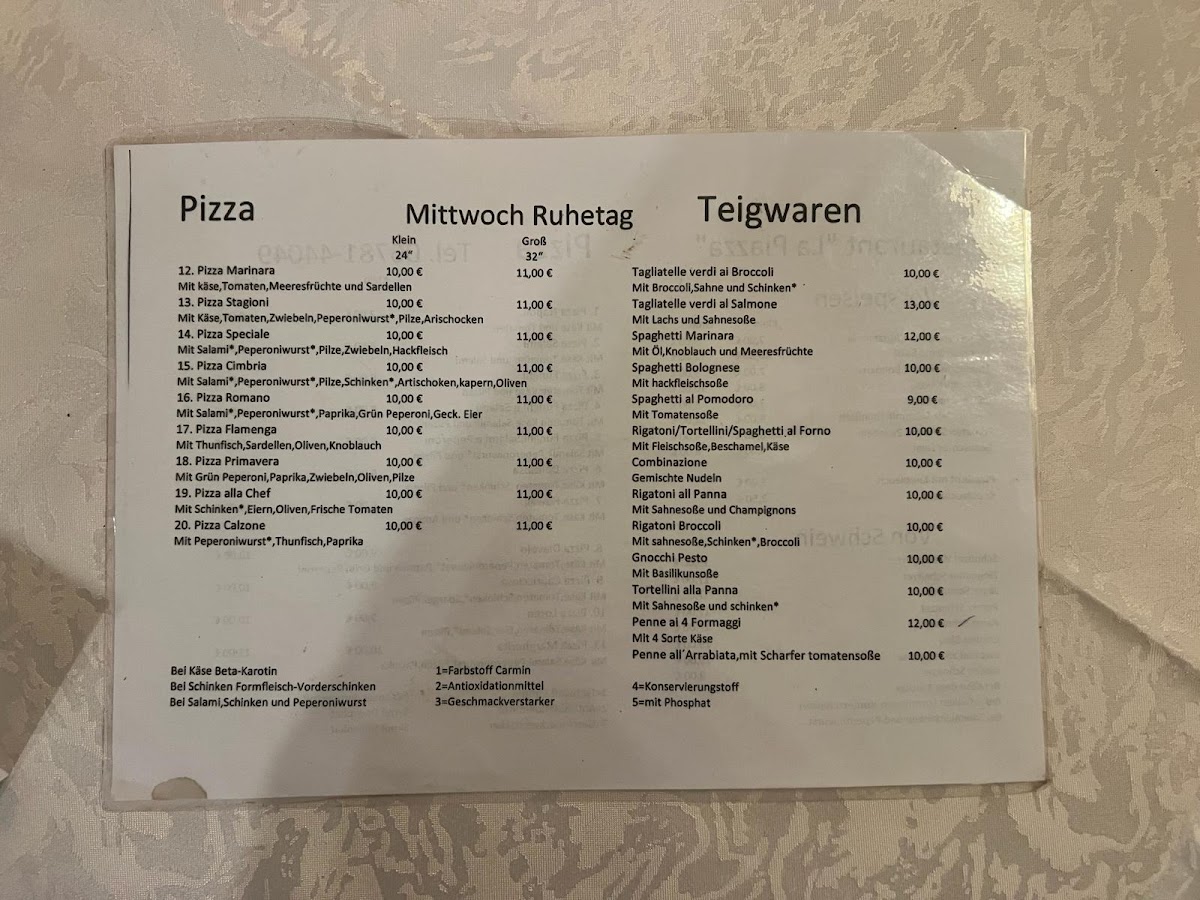 Pizza
Mittwoch Ruhetag
Klein
24"
Groß
32"
12. Pizza Marinara 10,00 € 11,00 €
Mit käse,Tomaten,Meeresfrüchte und Sardellen
13. Pizza Stagioni 10,00 € 11,00 €
Mit Käse,Tomaten,Zwiebeln,Peperoniwurst*,Pilze,Arischocken
14. Pizza Speciale 10,00 € 11,00 €
Mit Salami*,Peperoniwurst*,Pilze,Zwiebeln,Hackfleisch
15. Pizza Cimbria 10,00 € 11,00 €
Mit Salami*,Peperoniwurst*,Pilze,Schinken*,Artischoken,kapern,Oliven
16. Pizza Romano 10,00 € 11,00 €
Mit Salami*,Peperoniwurst*,Paprika,Grün Peperoni,Geck. Eier
17. Pizza Flamenga 10,00 € 11,00 €
Mit Thunfisch,Sardellen,Oliven,Knoblauch
18. Pizza Primavera 10,00 € 11,00 €
Mit Grün Peperoni,Paprika,Zwiebeln,Oliven,Pilze
19. Pizza alla Chef 10,00 € 11,00 €
Mit Schinken*,Eiern,Oliven,Frische Tomaten
20. Pizza Calzone 10,00 € 11,00 €
Mit Peperoniwurst*,Thunfisch,Paprika
Teigwaren
Tagliatelle verdi ai Broccoli 10,00 €
Mit Broccoli,Sahne und Schinken*
Tagliatelle verdi al Salmone 13,00 €
Mit Lachs und Sahnesoße
Spaghetti Marinara 12,00 €
Mit Öl,Knoblauch und Meeresfrüchte
Spaghetti Bolognese 10,00 €
Mit hackfleischsoße
Spaghetti al Pomodoro 9,00 €
Mit Tomatensoße
Rigatoni/Tortellini/Spaghetti al Forno 10,00 €
Mit Fleischsoße,Beschamel,Käse
Combinazione 10,00 €
Gemischte Nudeln
Rigatoni all Panna 10,00 €
Mit Sahnesoße und Champignons
Rigatoni Broccoli 10,00 €
Mit sahnesoße,Schinken*,Broccoli
Gnocchi Pesto 10,00 €
Mit Basilikunsoße
Tortellini alla Panna 10,00 €
Mit Sahnesoße und schinken*
Penne ai 4 Formaggi 12,00 €
MIt 4 Sorte Käse
Penne all´Arrabiata,mit Scharfer tomatensoße 10,00 €
Bei Käse Beta-Karotin
Bei Schinken Formfleisch-Vorderschinken
Bei Salami,Schinken und Peperoniwurst
1=Farbstoff Carmin
2=Antioxidationmittel
3=Geschmackverstarker
4=Konservierungstoff
5=mit Phosphat